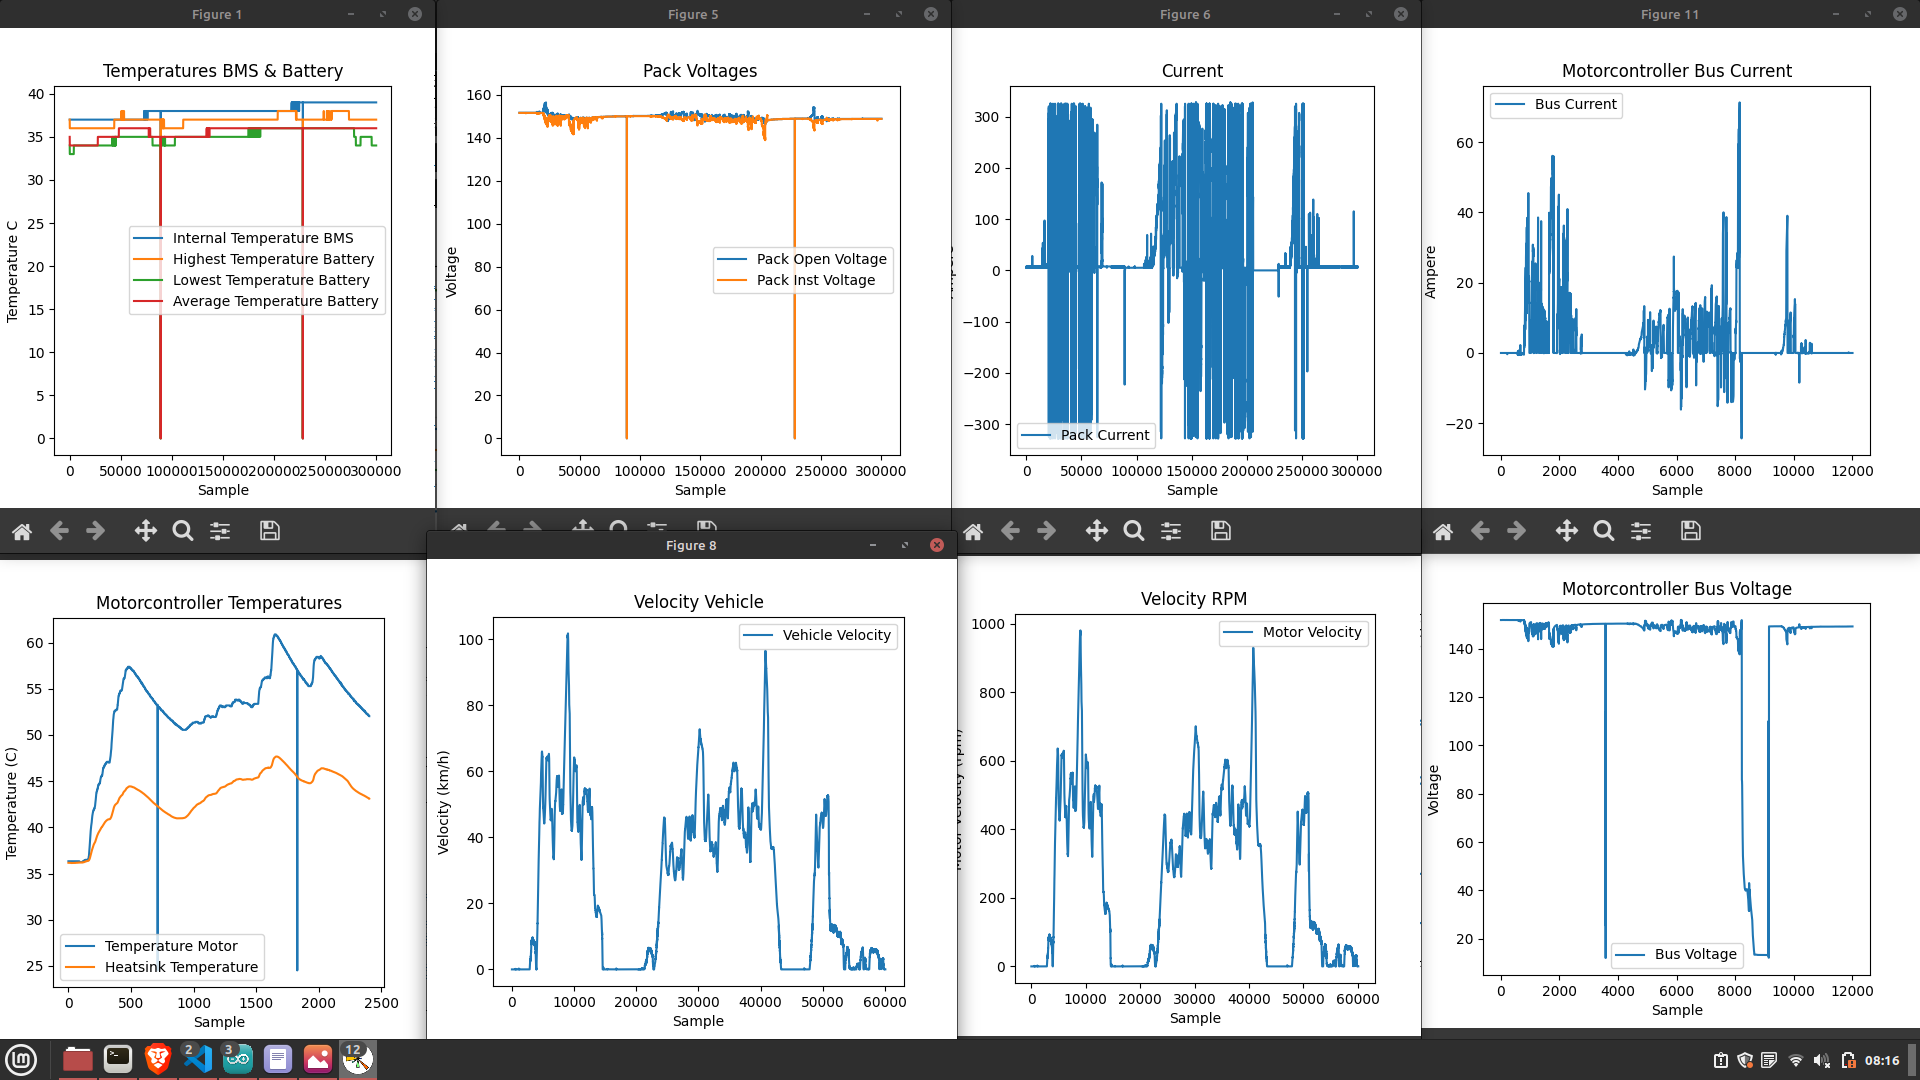 Figure 1
Figure 5
Figure 6
Figure 11
Temperatures BMS & Battery
40
35
30
25
20
15
10
5
0
Temperature C
Internal Temperature BMS
Highest Temperature Battery
Lowest Temperature Battery
Average Temperature Battery
0 50000 100000 150000 200000 250000 300000
Sample
Pack Voltages
160
140
120
100
80
60
40
20
0
Voltage
Pack Open Voltage
Pack Inst Voltage
0 50000 100000 150000 200000 250000 300000
Sample
Current
300
200
100
0
−100
−200
−300
Pack Current
0 50000 100000 150000 200000 250000 300000
Sample
Motorcontroller Bus Current
Bus Current
60
40
20
0
−20
Ampere
0 2000 4000 6000 8000 10000 12000
Sample
Motorcontroller Temperatures
60
55
50
45
40
35
30
25
Temperature (C)
Temperature Motor
Heatsink Temperature
0 500 1000 1500 2000 2500
Sample
Figure 8
Velocity Vehicle
Vehicle Velocity
100
80
60
40
20
0
Velocity (km/h)
0 10000 20000 30000 40000 50000 60000
Sample
Velocity RPM
Motor Velocity
1000
800
600
400
200
0
0 10000 20000 30000 40000 50000 60000
Sample
Motorcontroller Bus Voltage
140
120
100
80
60
40
20
Voltage
Bus Voltage
0 2000 4000 6000 8000 10000 12000
Sample
2
3
12
08:16